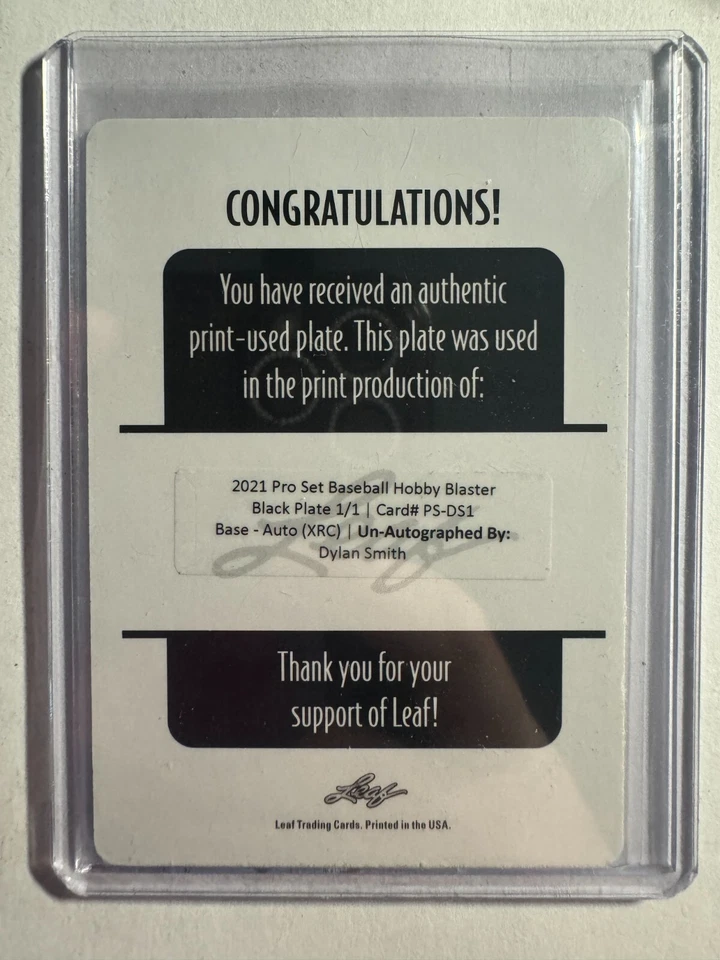 CONGRATULATIONS!
You have received an authentic
print-used plate. This plate was used
in the print production of:
2021 Pro Set Baseball Hobby Blaster
Black Plate 1/1 | Card# PS-DS1
Base - Auto (XRC) | Un-Autographed By:
Dylan Smith
Leaf
Thank you for your
support of Leaf!
Leaf
Leaf Trading Cards. Printed in the USA.